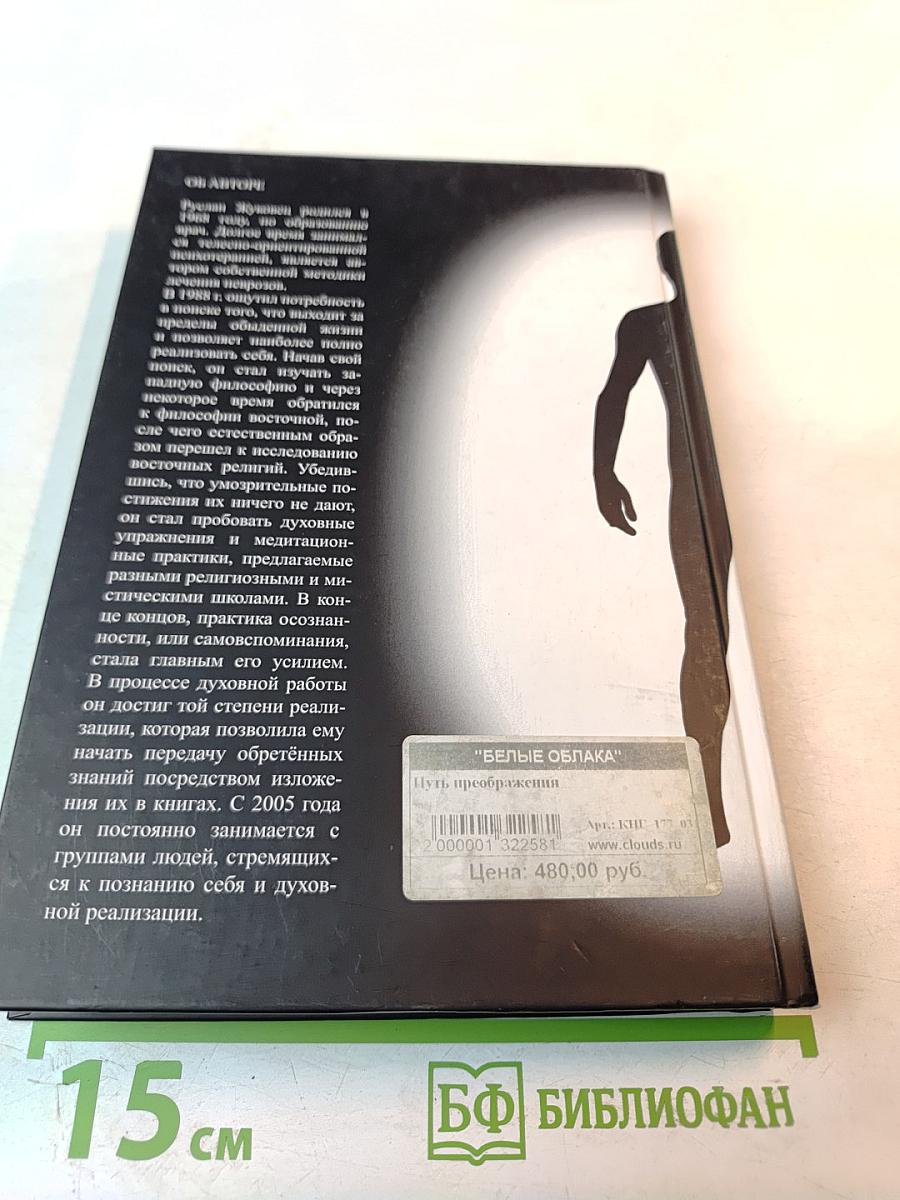 ОБ АВТОРЕ
Руслан Жуковец родился в
1968 году, по образованию
врач. Долгое время занимал-
ся телесно-ориентированной
психотерапией, является ав-
тором собственной методики
лечения неврозов.
В 1988 г. ощутил потребность
в поиске того, что выходит за
пределы обыденной жизни
и позволяет наиболее полно
реализовать себя. Начав свой
поиск, он стал изучать за-
падную философию и через
некоторое время обратился
к философии восточной, по-
сле чего естественным обра-
зом перешел к исследованию
восточных религий. Убедив-
шись, что умозрительные по-
стижения их ничего не дают,
он стал пробовать духовные
упражнения и медитацион-
ные практики, предлагаемые
разными религиозными и ми-
стическими школами. В кон-
це концов, практика осознан-
ности, или самовспоминания,
стала главным его усилием.
В процессе духовной работы
он достиг той степени реали-
зации, которая позволила ему
начать передачу обретённых
знаний посредством изложе-
ния их в книгах. С 2005 года
он постоянно занимается с
группами людей, стремящих-
ся к познанию себя и духов-
ной реализации.
"БЕЛЫЕ ОБЛАКА"
Путь преображения
Арт.: КНГ_177_03
2 000001 322581
www.clouds.ru
Цена: 480,00 руб.
15 см
БФ БИБЛИОФАН